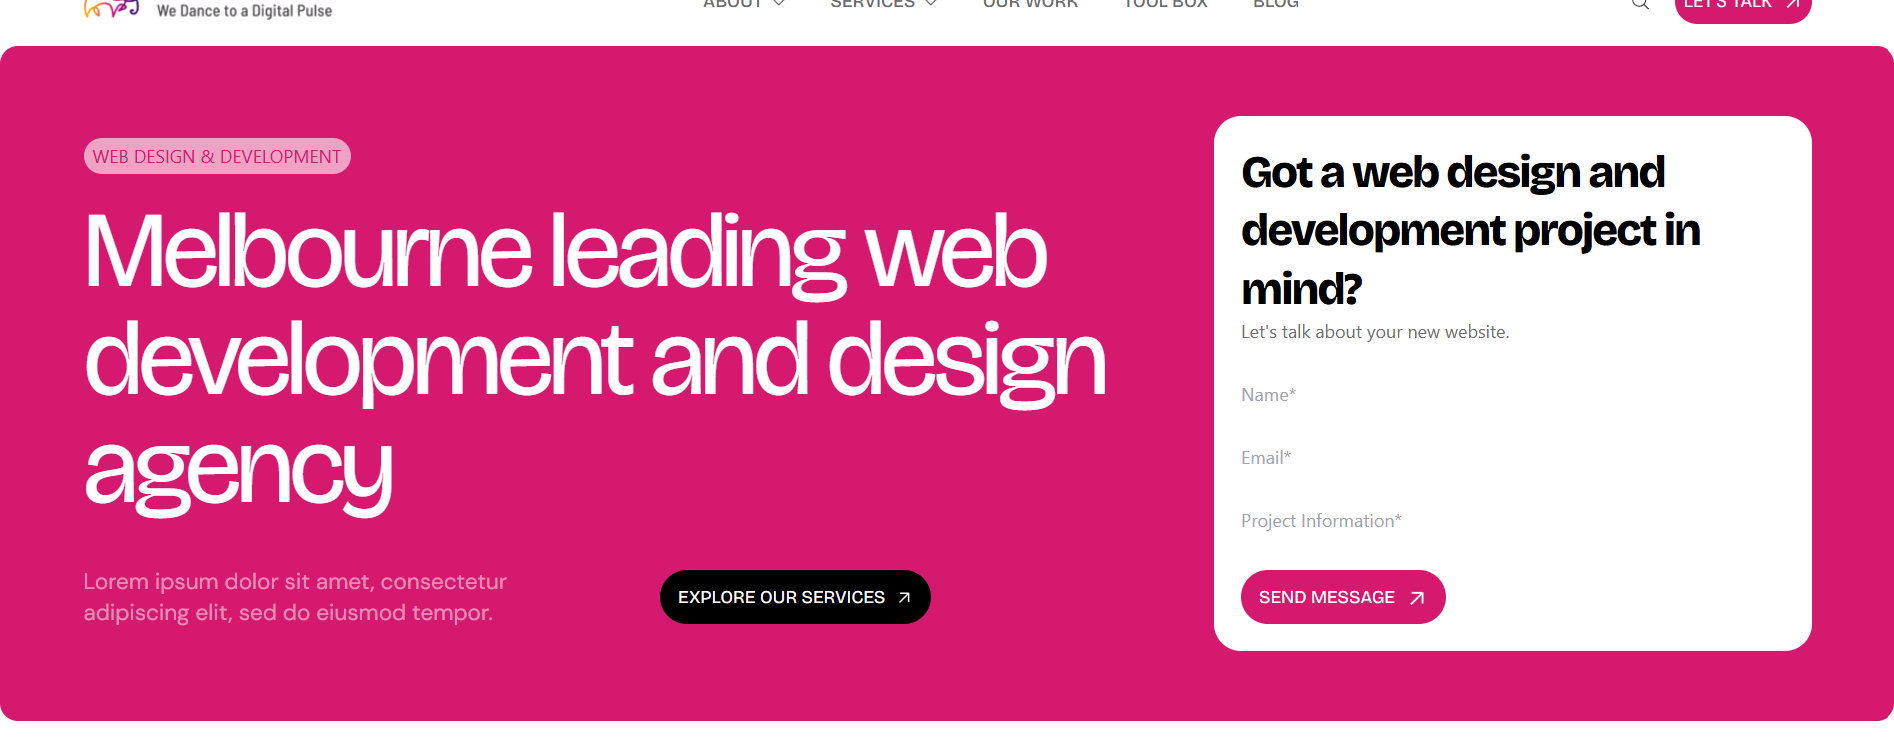 We Dance to a Digital Pulse
ABOUT
SERVICES
OUR WORK
TOOL BOX
BLOG
LET'S TALK
WEB DESIGN & DEVELOPMENT
Melbourne leading web
development and design
agency
Lorem ipsum dolor sit amet, consectetur
adipiscing elit, sed do eiusmod tempor.
EXPLORE OUR SERVICES
Got a web design and
development project in
mind?
Let's talk about your new website.
Name*
Email*
Project Information*
SEND MESSAGE